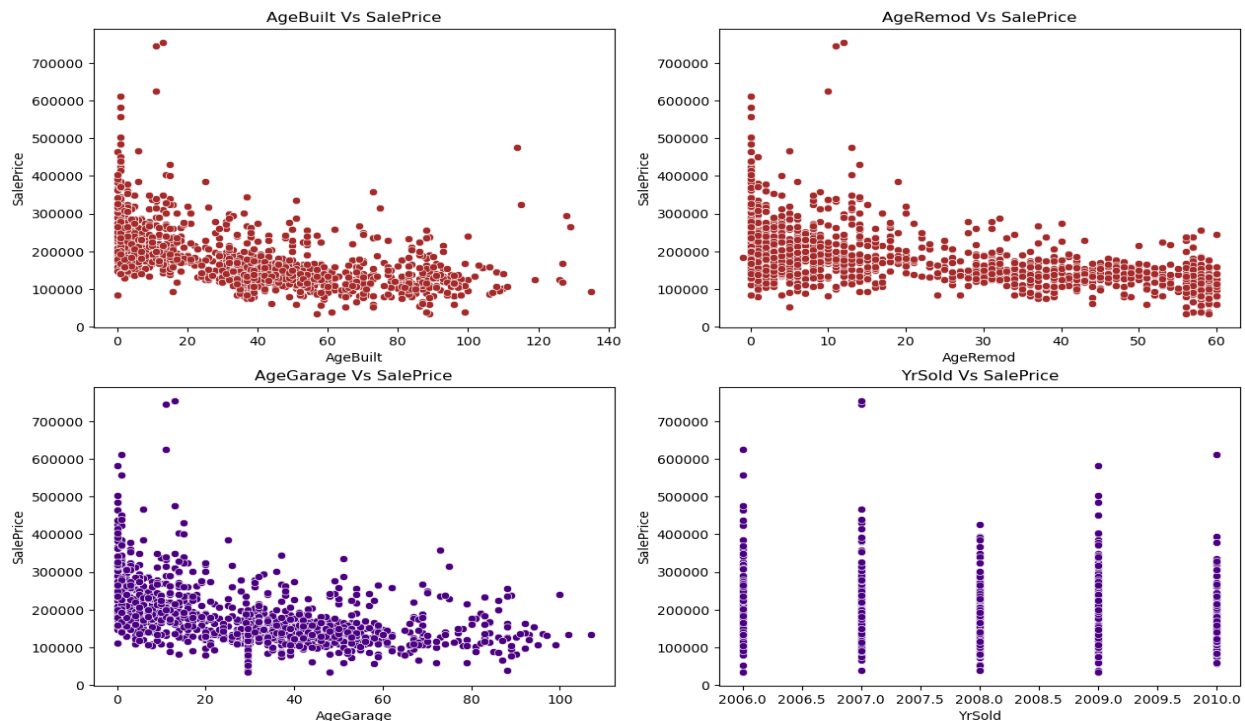 AgeBuilt Vs SalePrice
700000
600000
500000
400000
300000
200000
100000
0
SalePrice
0 20 40 60 80 100 120 140
AgeBuilt
AgeRemod Vs SalePrice
700000
600000
500000
400000
300000
200000
100000
0
SalePrice
0 10 20 30 40 50 60
AgeRemod
AgeGarage Vs SalePrice
700000
600000
500000
400000
300000
200000
100000
0
SalePrice
0 20 40 60 80 100
AgeGarage
YrSold Vs SalePrice
700000
600000
500000
400000
300000
200000
100000
0
SalePrice
2006.0 2006.5 2007.0 2007.5 2008.0 2008.5 2009.0 2009.5 2010.0
YrSold